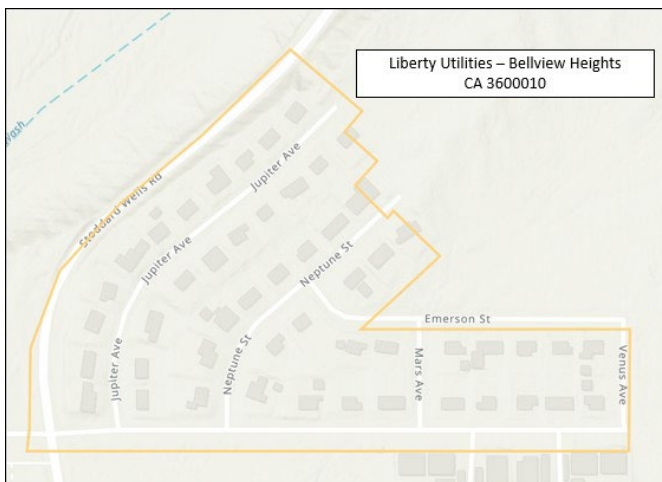 Liberty Utilities – Bellview Heights
CA 3600010
Wash
Stoddard Wells Rd
Jupiter Ave
Jupiter Ave
Jupiter Ave
Neptune St
Neptune St
Emerson St
Mars Ave
Venus Ave